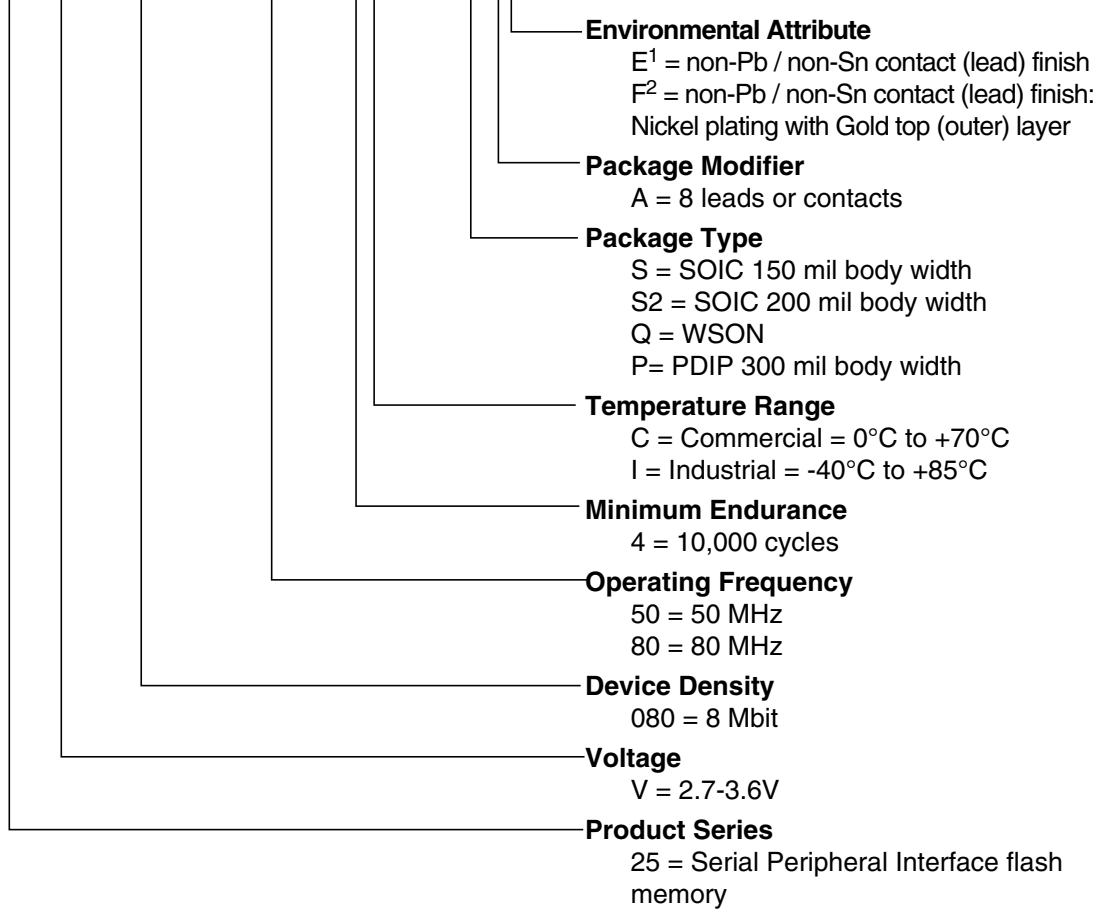 Environmental Attribute
E1 = non-Pb / non-Sn contact (lead) finish
F2 = non-Pb / non-Sn contact (lead) finish:
Nickel plating with Gold top (outer) layer
Package Modifier
A = 8 leads or contacts
Package Type
S = SOIC 150 mil body width
S2 = SOIC 200 mil body width
Q = WSON
P= PDIP 300 mil body width
Temperature Range
C = Commercial = 0°C to +70°C
I = Industrial = -40°C to +85°C
Minimum Endurance
4 = 10,000 cycles
Operating Frequency
50 = 50 MHz
80 = 80 MHz
Device Density
080 = 8 Mbit
Voltage
V = 2.7-3.6V
Product Series
25 = Serial Peripheral Interface flash
memory